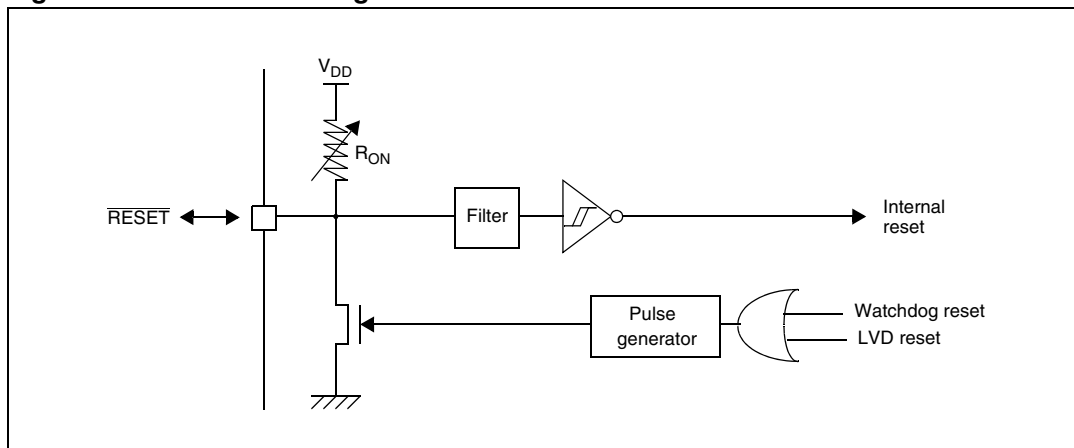 VDD
RON
RESET
Filter
Internal
reset
Pulse
generator
Watchdog reset
LVD reset